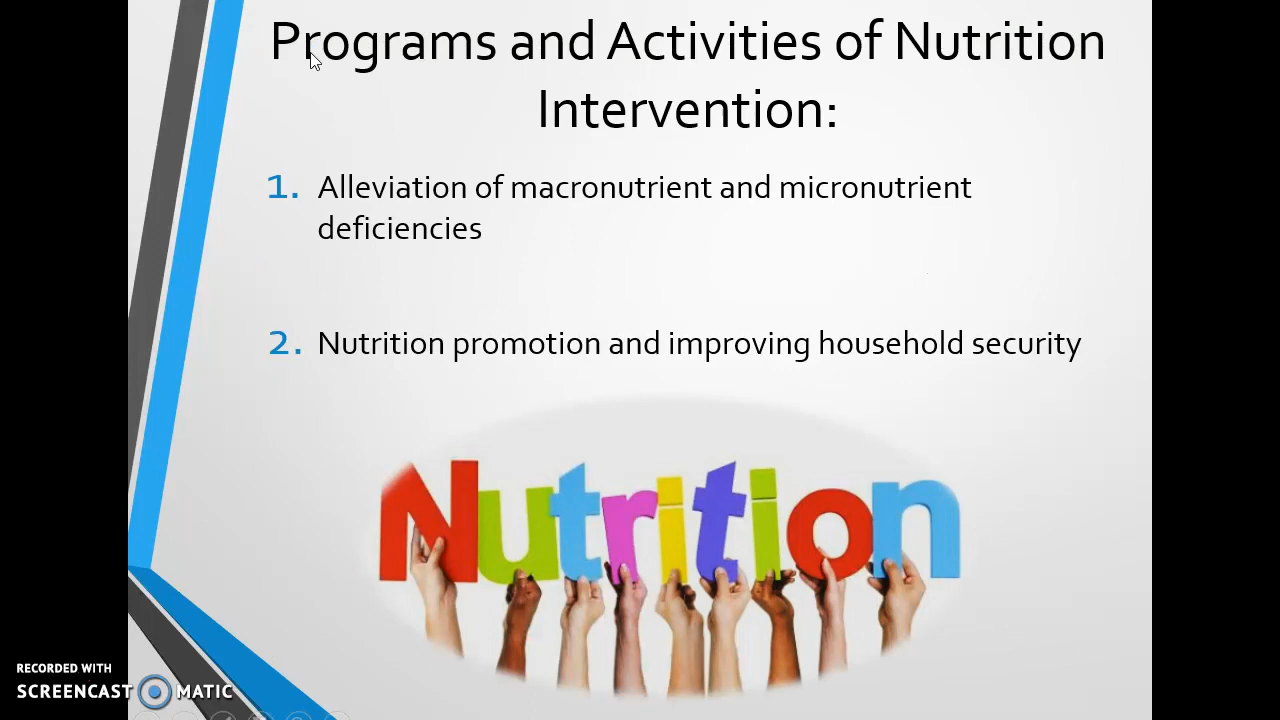 Programs and Activities of Nutrition
Intervention:
1. Alleviation of macronutrient and micronutrient
deficiencies
2. Nutrition promotion and improving household security
Nutrition
RECORDED WITH
SCREENCAST MATIC